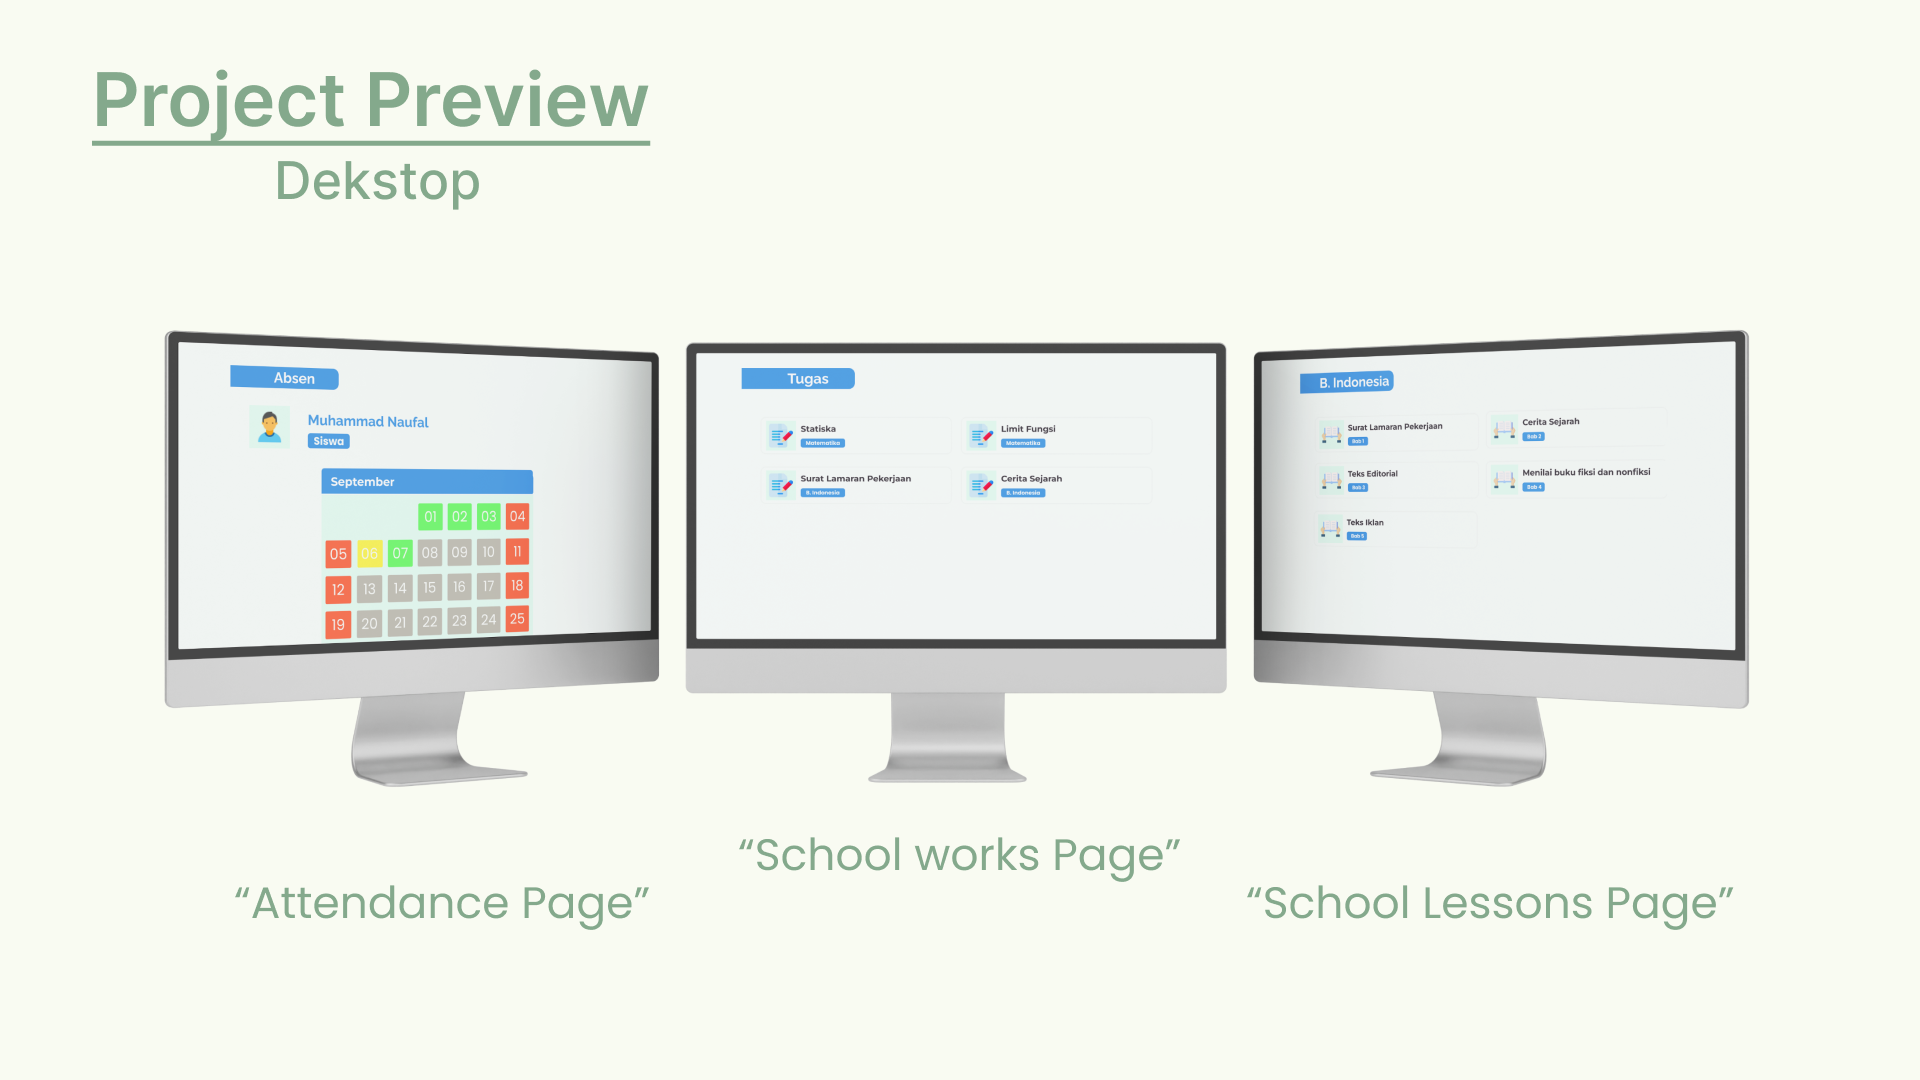 Project Preview
Dekstop
Absen
Muhammad Naufal
Siswa
September
01 02 03 04
05 06 07 08 09 10 11
12 13 14 15 16 17 18
19 20 21 22 23 24 25
Tugas
Statiska
Matematika
Limit Fungsi
Matematika
Surat Lamaran Pekerjaan
B. Indonesia
Cerita Sejarah
B. Indonesia
B. Indonesia
Surat Lamaran Pekerjaan
Bab 1
Cerita Sejarah
Bab 2
Teks Editorial
Bab 3
Menilai buku fiksi dan nonfiksi
Bab 4
Teks Iklan
Bab 5
“Attendance Page”
“School works Page”
“School Lessons Page”